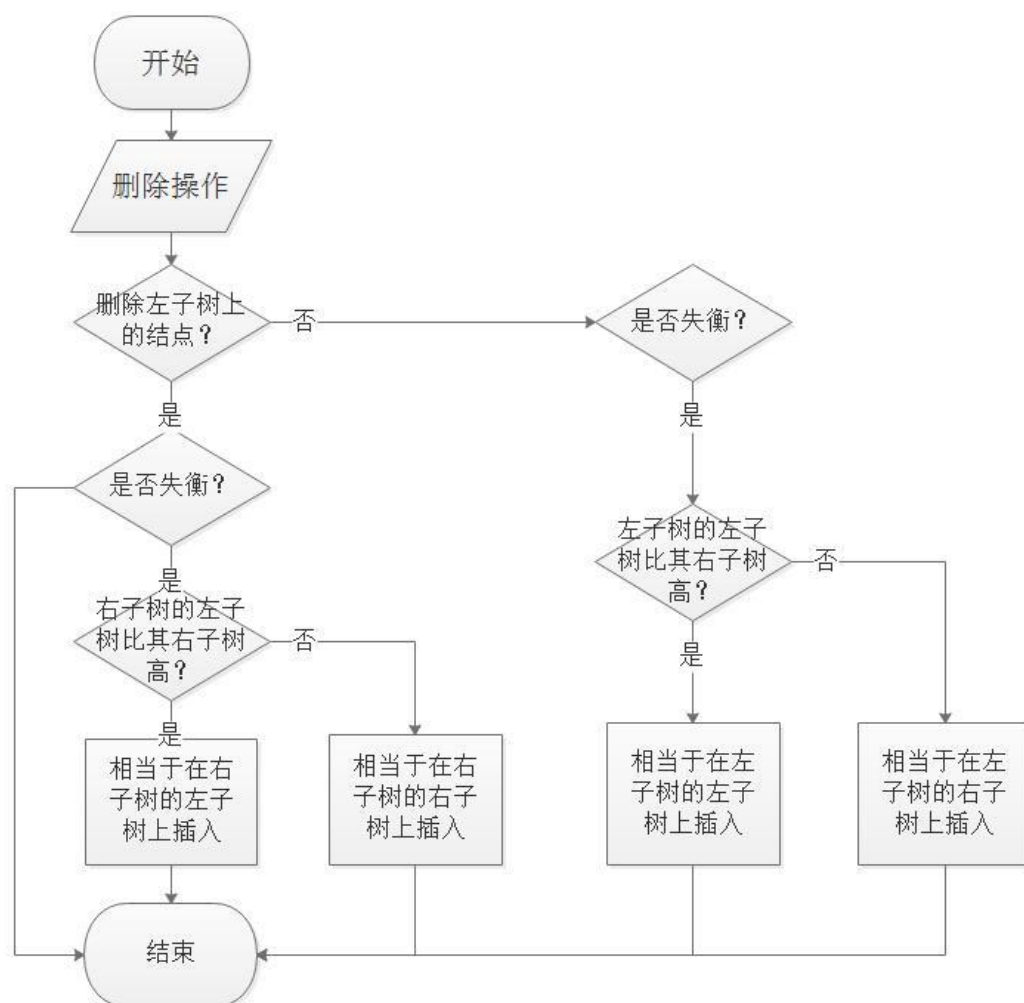 开始
删除操作
删除左子树上
的结点？
否
是否失衡？
是
是
是否失衡？
左子树的左子
树比其右子树
高？
否
是
右子树的左子
树比其右子树
高？
否
是
是
相当于在右
子树的左子
树上插入
相当于在右
子树的右子
树上插入
相当于在左
子树的左子
树上插入
相当于在左
子树的右子
树上插入
结束